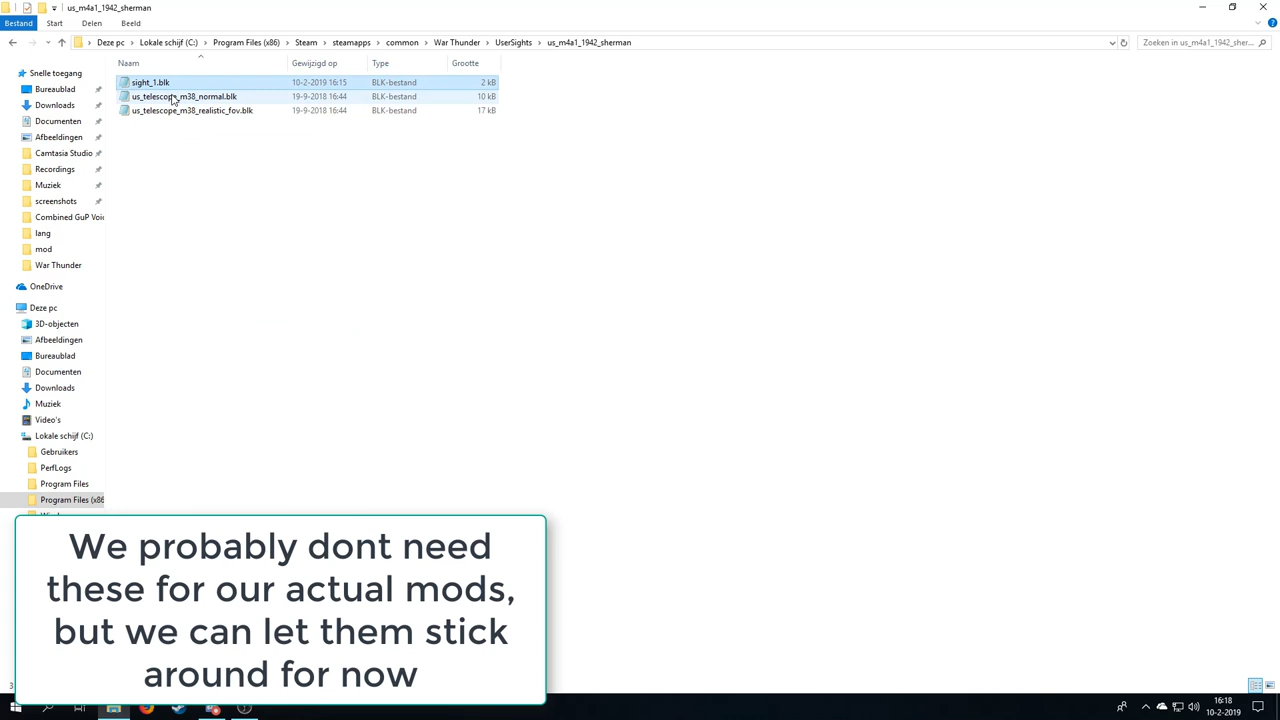 us_m4a1_1942_sherman
Bestand Start Delen Beeld
Deze pc Lokale schijf (C:) Program Files (x86) Steam steamapps common War Thunder UserSights us_m4a1_1942_sherman
Zoeken in us_m4a1_1942_sher...
Naam Gewijzigd op Type Grootte
sight_1.blk 10-2-2019 16:15 BLK-bestand 2 kB
us_telescope_m38_normal.blk 19-9-2018 16:44 BLK-bestand 10 kB
us_telescope_m38_realistic_fov.blk 19-9-2018 16:44 BLK-bestand 17 kB
Snelle toegang
Bureaublad
Downloads
Documenten
Afbeeldingen
Camtasia Studio
Recordings
Muziek
screenshots
Combined GuP Voi
lang
mod
War Thunder
OneDrive
Deze pc
3D-objecten
Afbeeldingen
Bureaublad
Documenten
Downloads
Muziek
Video's
Lokale schijf (C:)
Gebruikers
PerfLogs
Program Files
Program Files (x86
We probably dont need
these for our actual mods,
but we can let them stick
around for now
16:18
10-2-2019